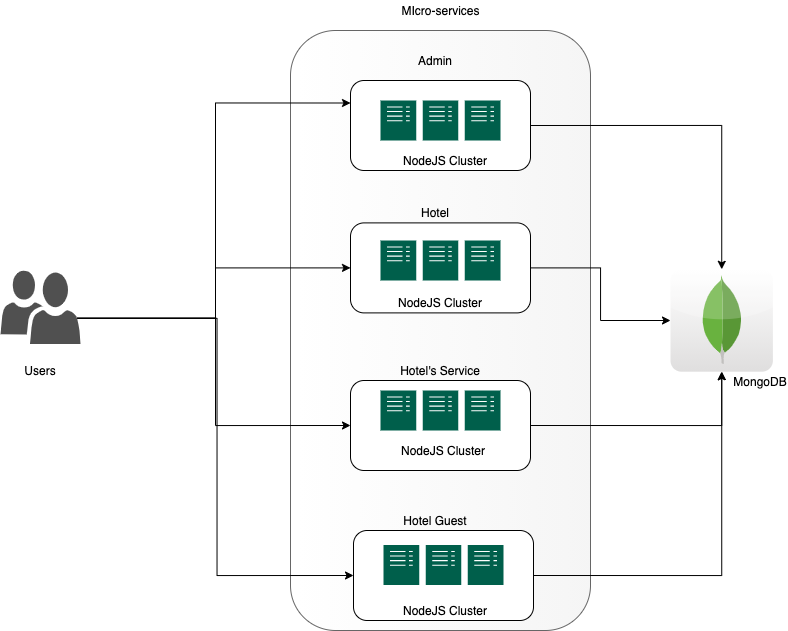 MIcro-services
Admin
NodeJS Cluster
Hotel
NodeJS Cluster
Users
Hotel's Service
MongoDB
NodeJS Cluster
Hotel Guest
NodeJS Cluster